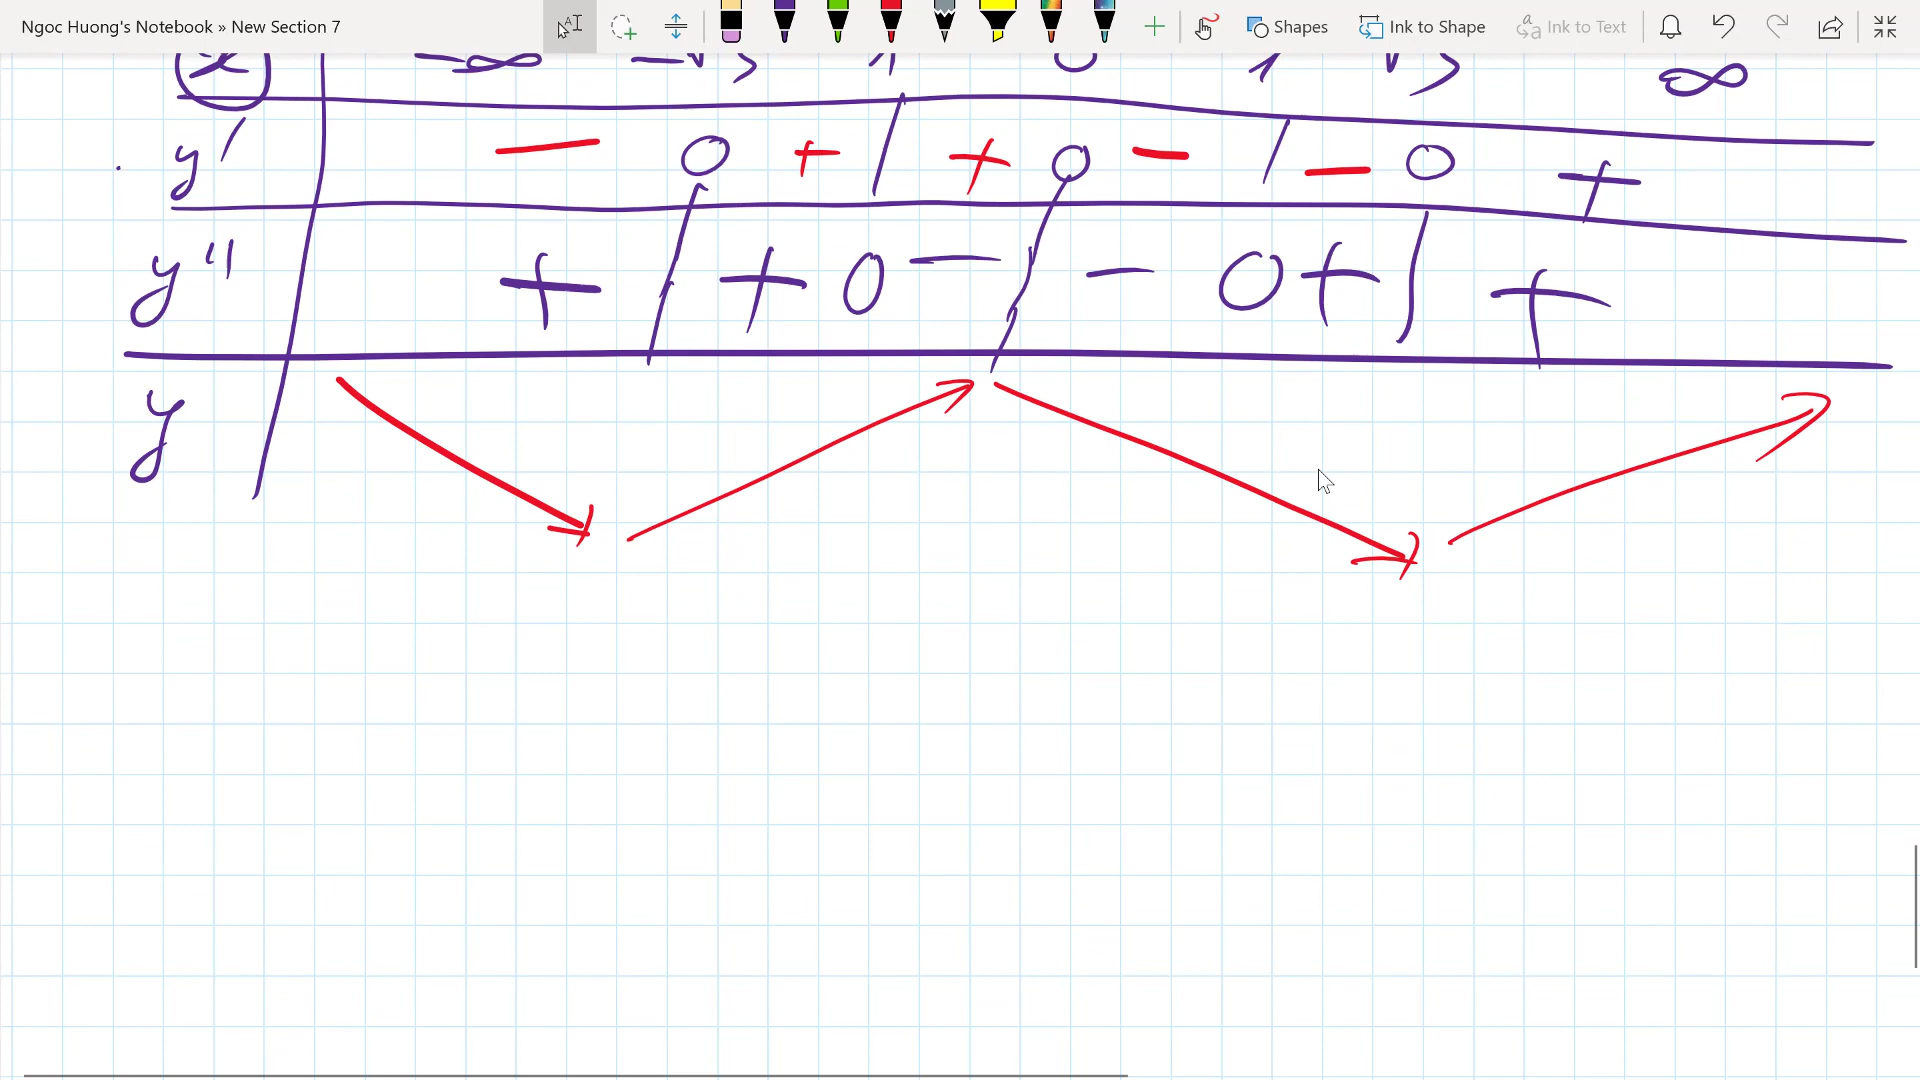 Ngoc Huong's Notebook » New Section 7 Shapes Ink to Shape Ink to Text
x -∞ -√3 -1 0 1 √3 ∞
y' − 0 + | + 0 − | − 0 +
y" + | + 0 − | − 0 + | +
y